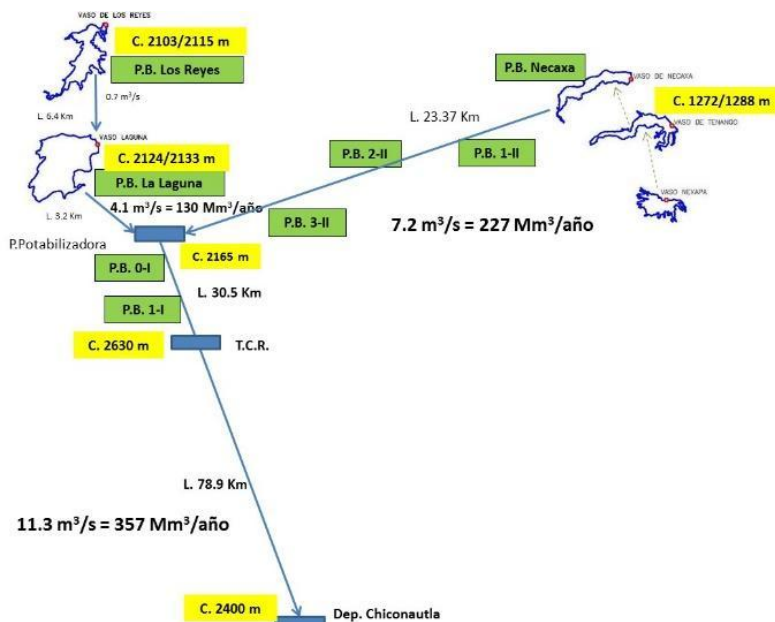 VASO DE LOS REYES
C. 2103/2115 m
P.B. Los Reyes
0.7 m³/s
L. 6.4 Km
VASO LAGUNA
C. 2124/2133 m
P.B. La Laguna
4.1 m³/s = 130 Mm³/año
L. 3.2 Km
P.Potabilizadora
C. 2165 m
P.B. Necaxa
VASO DE NECAXA
L. 23.37 Km
C. 1272/1288 m
VASO DE TENANGO
P.B. 2-II
P.B. 1-II
VASO NEXAPA
P.B. 3-II
7.2 m³/s = 227 Mm³/año
P.B. 0-I
L. 30.5 Km
P.B. 1-I
C. 2630 m
T.C.R.
L. 78.9 Km
11.3 m³/s = 357 Mm³/año
C. 2400 m
Dep. Chiconautla